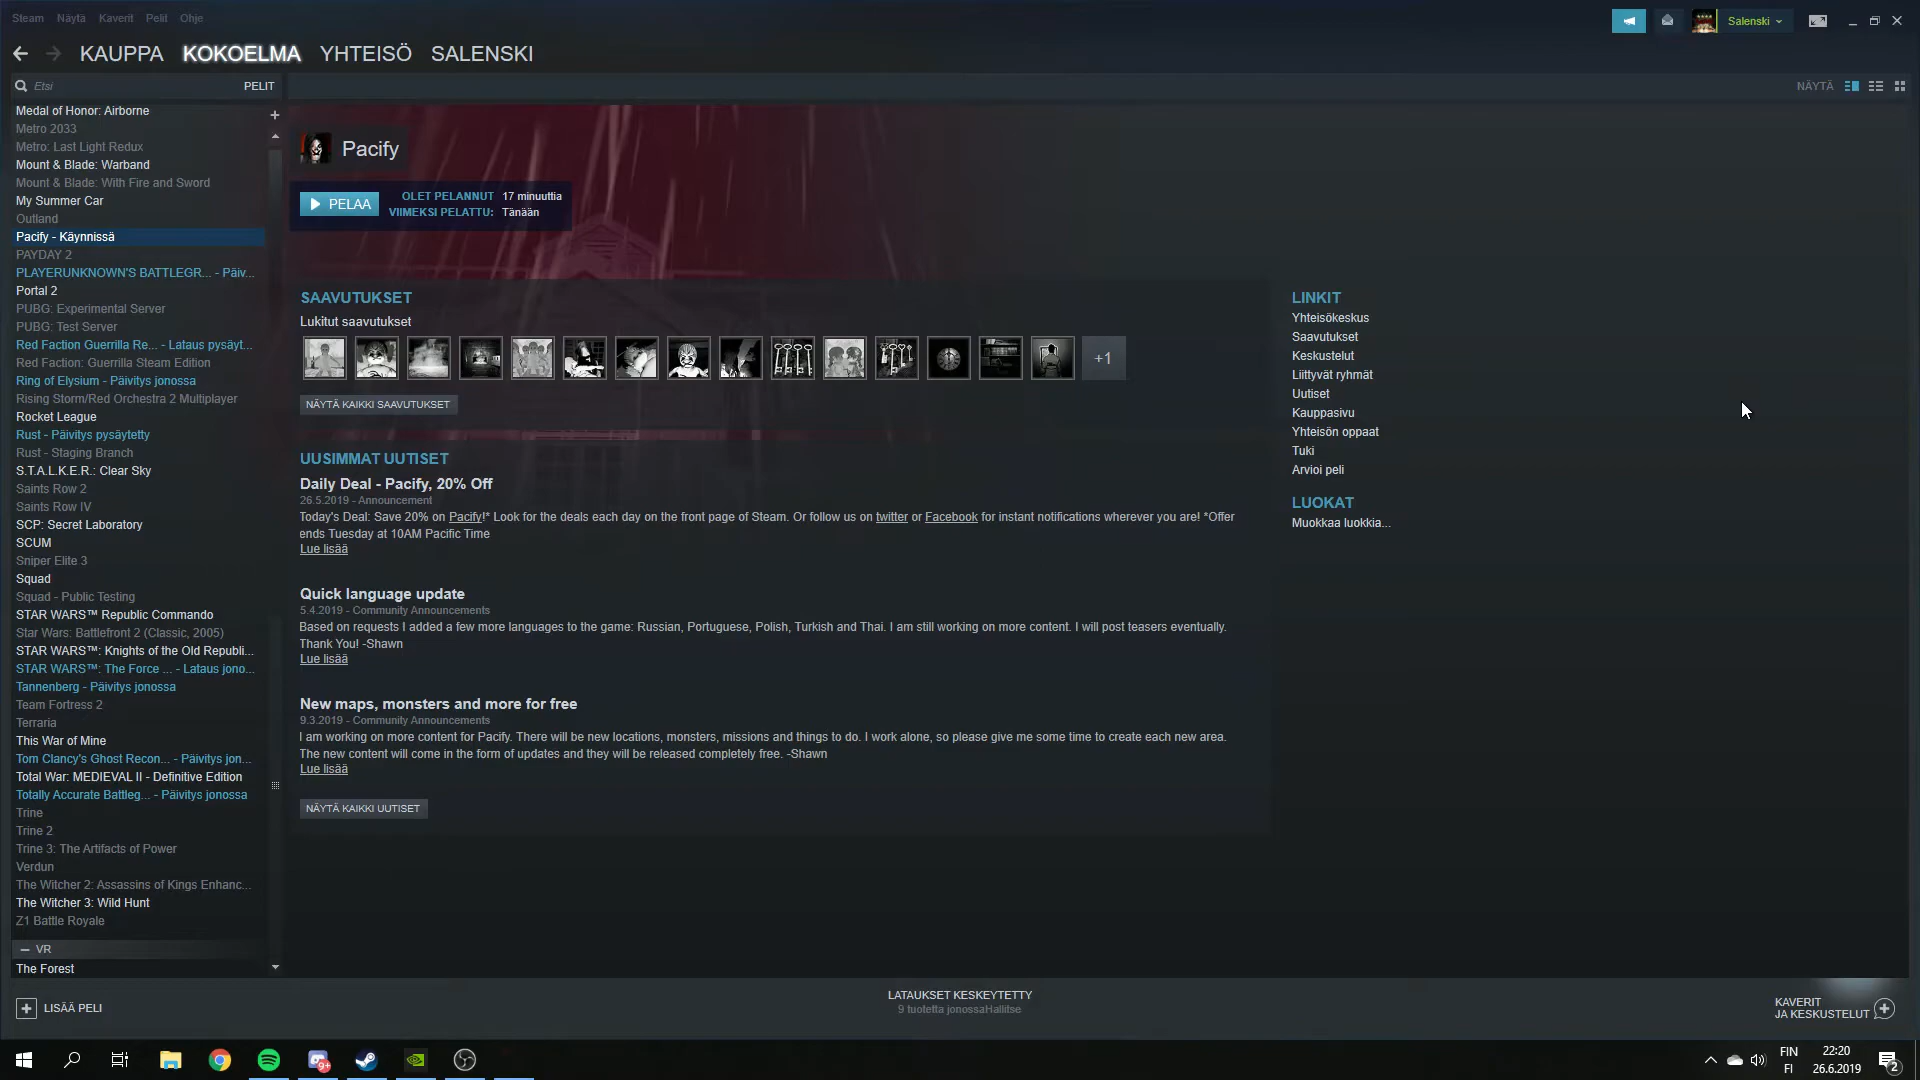 Steam Näytä Kaverit Pelit Ohje
Salenski
KAUPPA KOKOELMA YHTEISÖ SALENSKI
Etsi
PELIT
NÄYTÄ
Medal of Honor: Airborne
Metro 2033
Metro: Last Light Redux
Mount & Blade: Warband
Mount & Blade: With Fire and Sword
My Summer Car
Outland
Pacify - Käynnissä
PAYDAY 2
PLAYERUNKNOWN'S BATTLEGR... - Päiv...
Portal 2
PUBG: Experimental Server
PUBG: Test Server
Red Faction Guerrilla Re... - Lataus pysäyt...
Red Faction: Guerrilla Steam Edition
Ring of Elysium - Päivitys jonossa
Rising Storm/Red Orchestra 2 Multiplayer
Rocket League
Rust - Päivitys pysäytetty
Rust - Staging Branch
S.T.A.L.K.E.R.: Clear Sky
Saints Row 2
Saints Row IV
SCP: Secret Laboratory
SCUM
Sniper Elite 3
Squad
Squad - Public Testing
STAR WARS™ Republic Commando
Star Wars: Battlefront 2 (Classic, 2005)
STAR WARS™: Knights of the Old Republi...
STAR WARS™: The Force ... - Lataus jono...
Tannenberg - Päivitys jonossa
Team Fortress 2
Terraria
This War of Mine
Tom Clancy's Ghost Recon... - Päivitys jon...
Total War: MEDIEVAL II - Definitive Edition
Totally Accurate Battleg... - Päivitys jonossa
Trine
Trine 2
Trine 3: The Artifacts of Power
Verdun
The Witcher 2: Assassins of Kings Enhanc...
The Witcher 3: Wild Hunt
Z1 Battle Royale
VR
The Forest
LISÄÄ PELI
Pacify
PELAA
OLET PELANNUT 17 minuuttia
VIIMEKSI PELATTU: Tänään
SAAVUTUKSET
Lukitut saavutukset
+1
NÄYTÄ KAIKKI SAAVUTUKSET
UUSIMMAT UUTISET
Daily Deal - Pacify, 20% Off
26.5.2019 - Announcement
Today's Deal: Save 20% on Pacify!* Look for the deals each day on the front page of Steam. Or follow us on twitter or Facebook for instant notifications wherever you are! *Offer
ends Tuesday at 10AM Pacific Time
Lue lisää
Quick language update
5.4.2019 - Community Announcements
Based on requests I added a few more languages to the game: Russian, Portuguese, Polish, Turkish and Thai. I am still working on more content. I will post teasers eventually.
Thank You! -Shawn
Lue lisää
New maps, monsters and more for free
9.3.2019 - Community Announcements
I am working on more content for Pacify. There will be new locations, monsters, missions and things to do. I work alone, so please give me some time to create each new area.
The new content will come in the form of updates and they will be released completely free. -Shawn
Lue lisää
NÄYTÄ KAIKKI UUTISET
LINKIT
Yhteisökeskus
Saavutukset
Keskustelut
Liittyvät ryhmät
Uutiset
Kauppasivu
Yhteisön oppaat
Tuki
Arvioi peli
LUOKAT
Muokkaa luokkia...
LATAUKSET KESKEYTETTY
9 tuotetta jonossaHallitse
KAVERIT
JA KESKUSTELUT
9+
FIN
FI
22:20
26.6.2019
2